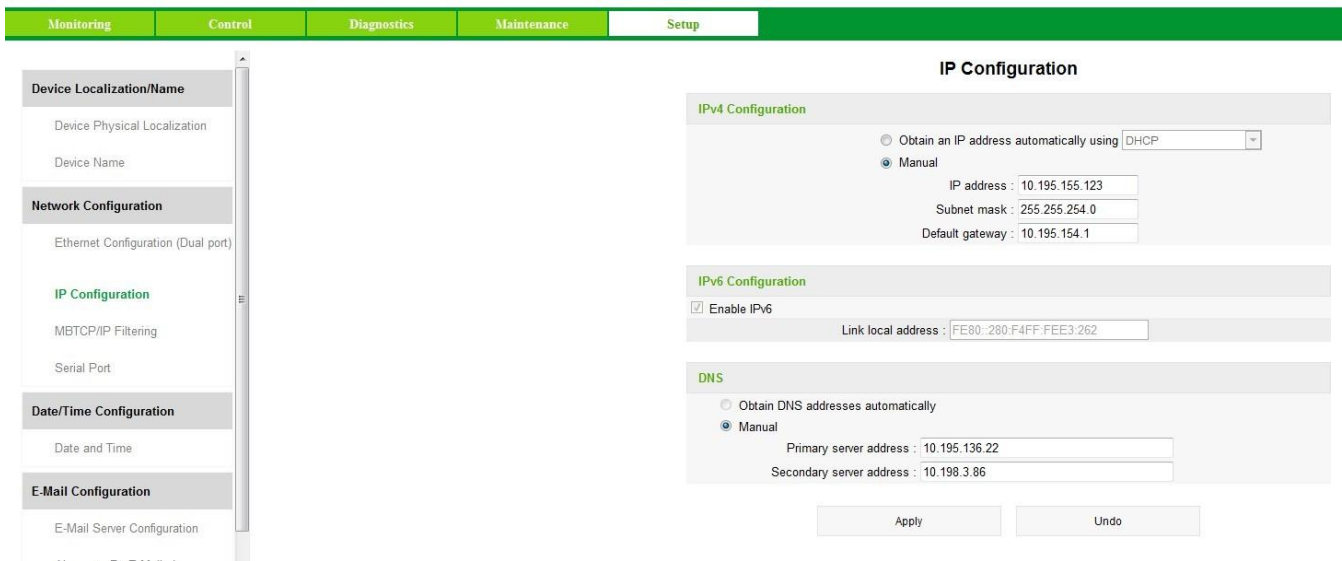 Monitoring Control Diagnostics Maintenance Setup
Device Localization/Name
Device Physical Localization
Device Name
Network Configuration
Ethernet Configuration (Dual port)
IP Configuration
MBTCP/IP Filtering
Serial Port
Date/Time Configuration
Date and Time
E-Mail Configuration
E-Mail Server Configuration
IP Configuration
IPv4 Configuration
Obtain an IP address automatically using DHCP
Manual
IP address : 10.195.155.123
Subnet mask : 255.255.254.0
Default gateway : 10.195.154.1
IPv6 Configuration
Enable IPv6
Link local address : FE80::280:F4FF:FEE3:262
DNS
Obtain DNS addresses automatically
Manual
Primary server address : 10.195.136.22
Secondary server address : 10.198.3.86
Apply Undo